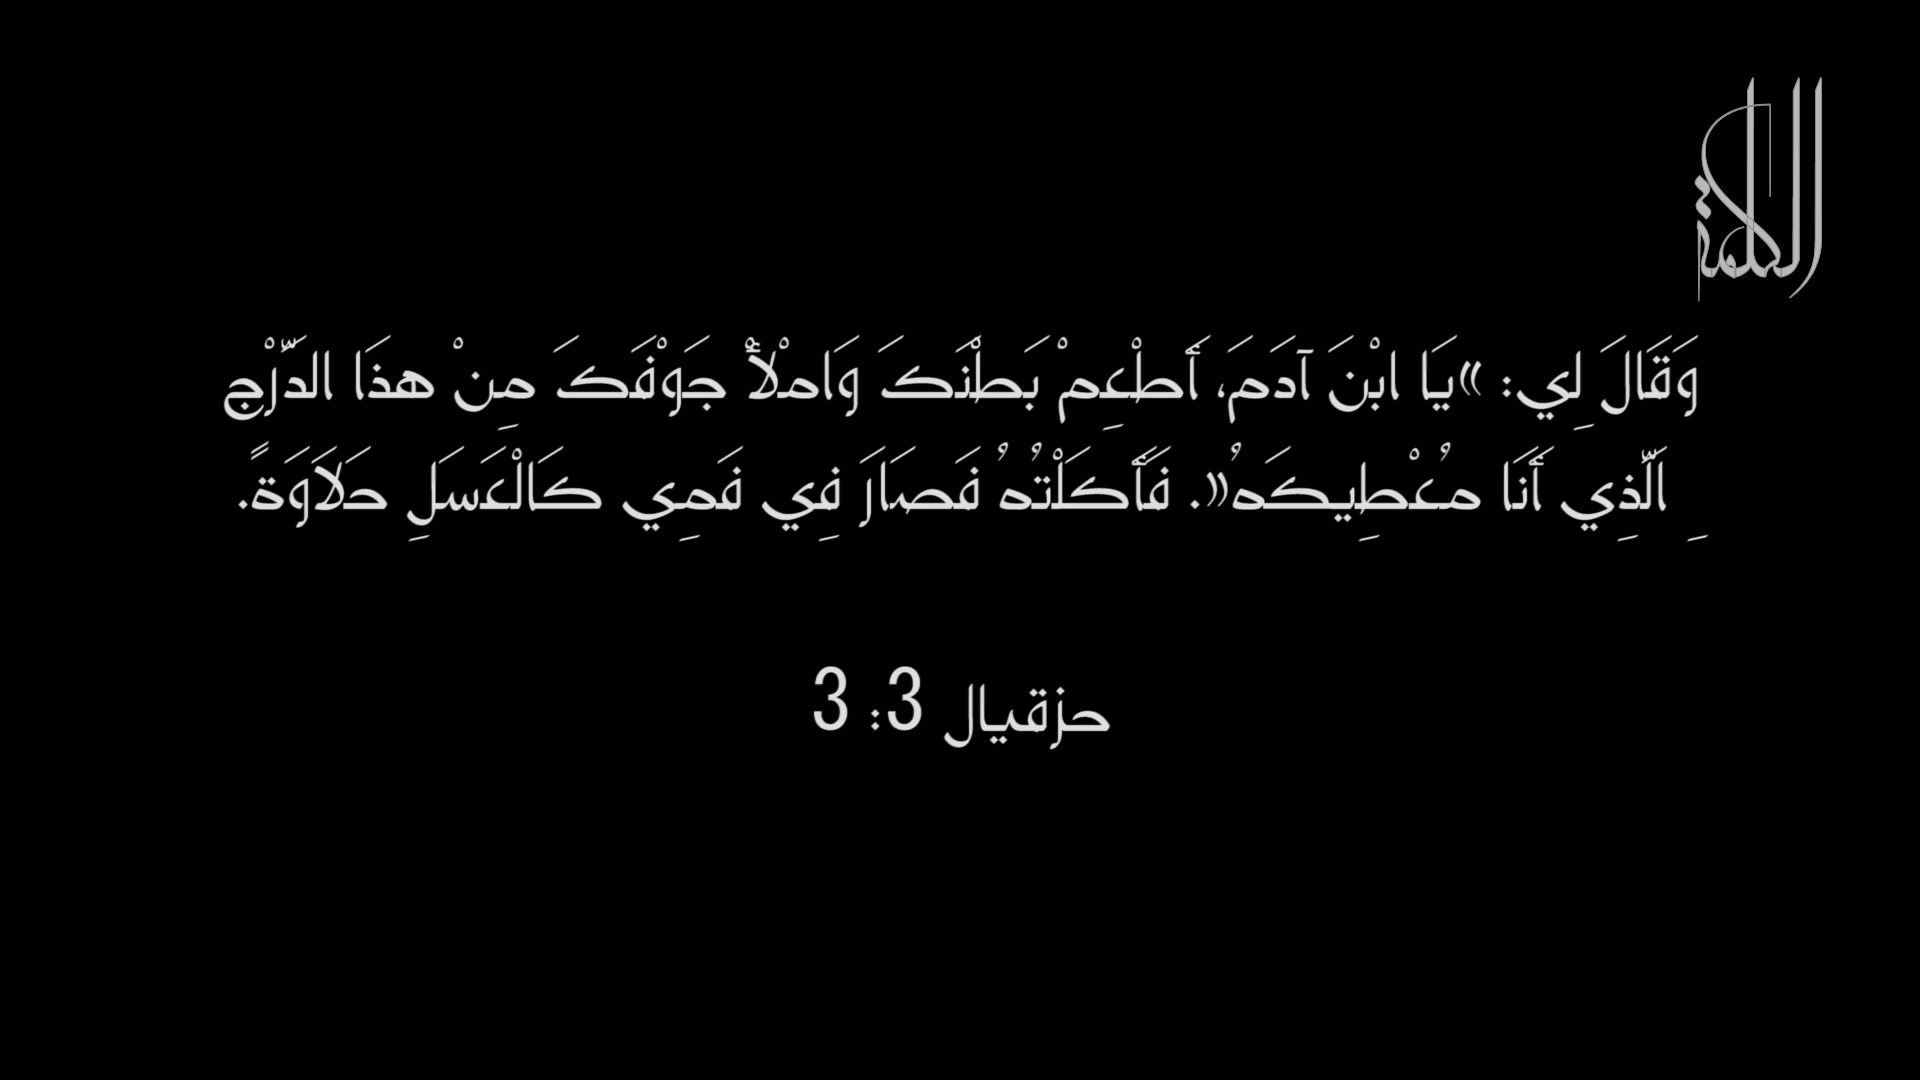 الكلمة
وَقَالَ لِي: »يَا ابْنَ آدَمَ، أَطْعِمْ بَطْنَكَ وَامْلأْ جَوْفَكَ مِنْ هذَا الدَّرْج
ِ الَّذِي أَنَا مُعْطِيكَهُ«. فَأَكَلْتُهُ فَصَارَ فِي فَمِي كَالْعَسَلِ حَلاَوَةً.
حزقيال 3: 3